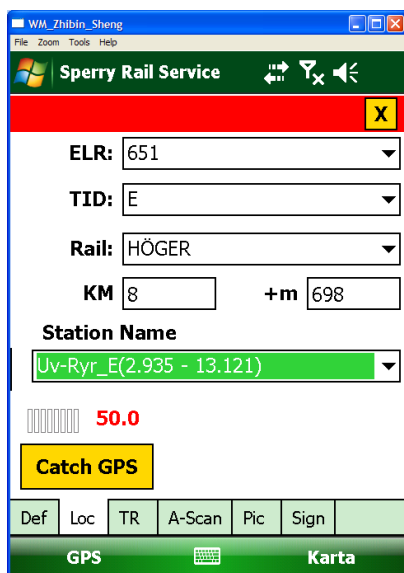 WM_Zhibin_Sheng
File Zoom Tools Help
Sperry Rail Service
X
ELR: 651
TID: E
Rail: HÖGER
KM 8 +m 698
Station Name
Uv-Ryr_E(2.935 - 13.121)
50.0
Catch GPS
Def Loc TR A-Scan Pic Sign
GPS Karta